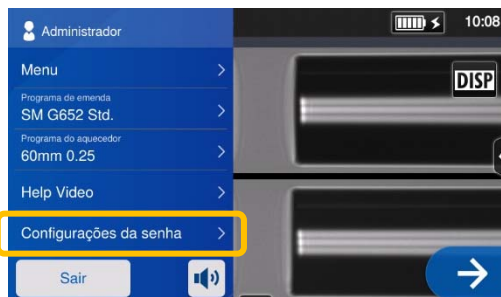 Administrador
10:08
Menu
DISP
Programa de emenda
SM G652 Std.
Programa do aquecedor
60mm 0.25
Help Video
Configurações da senha
Sair